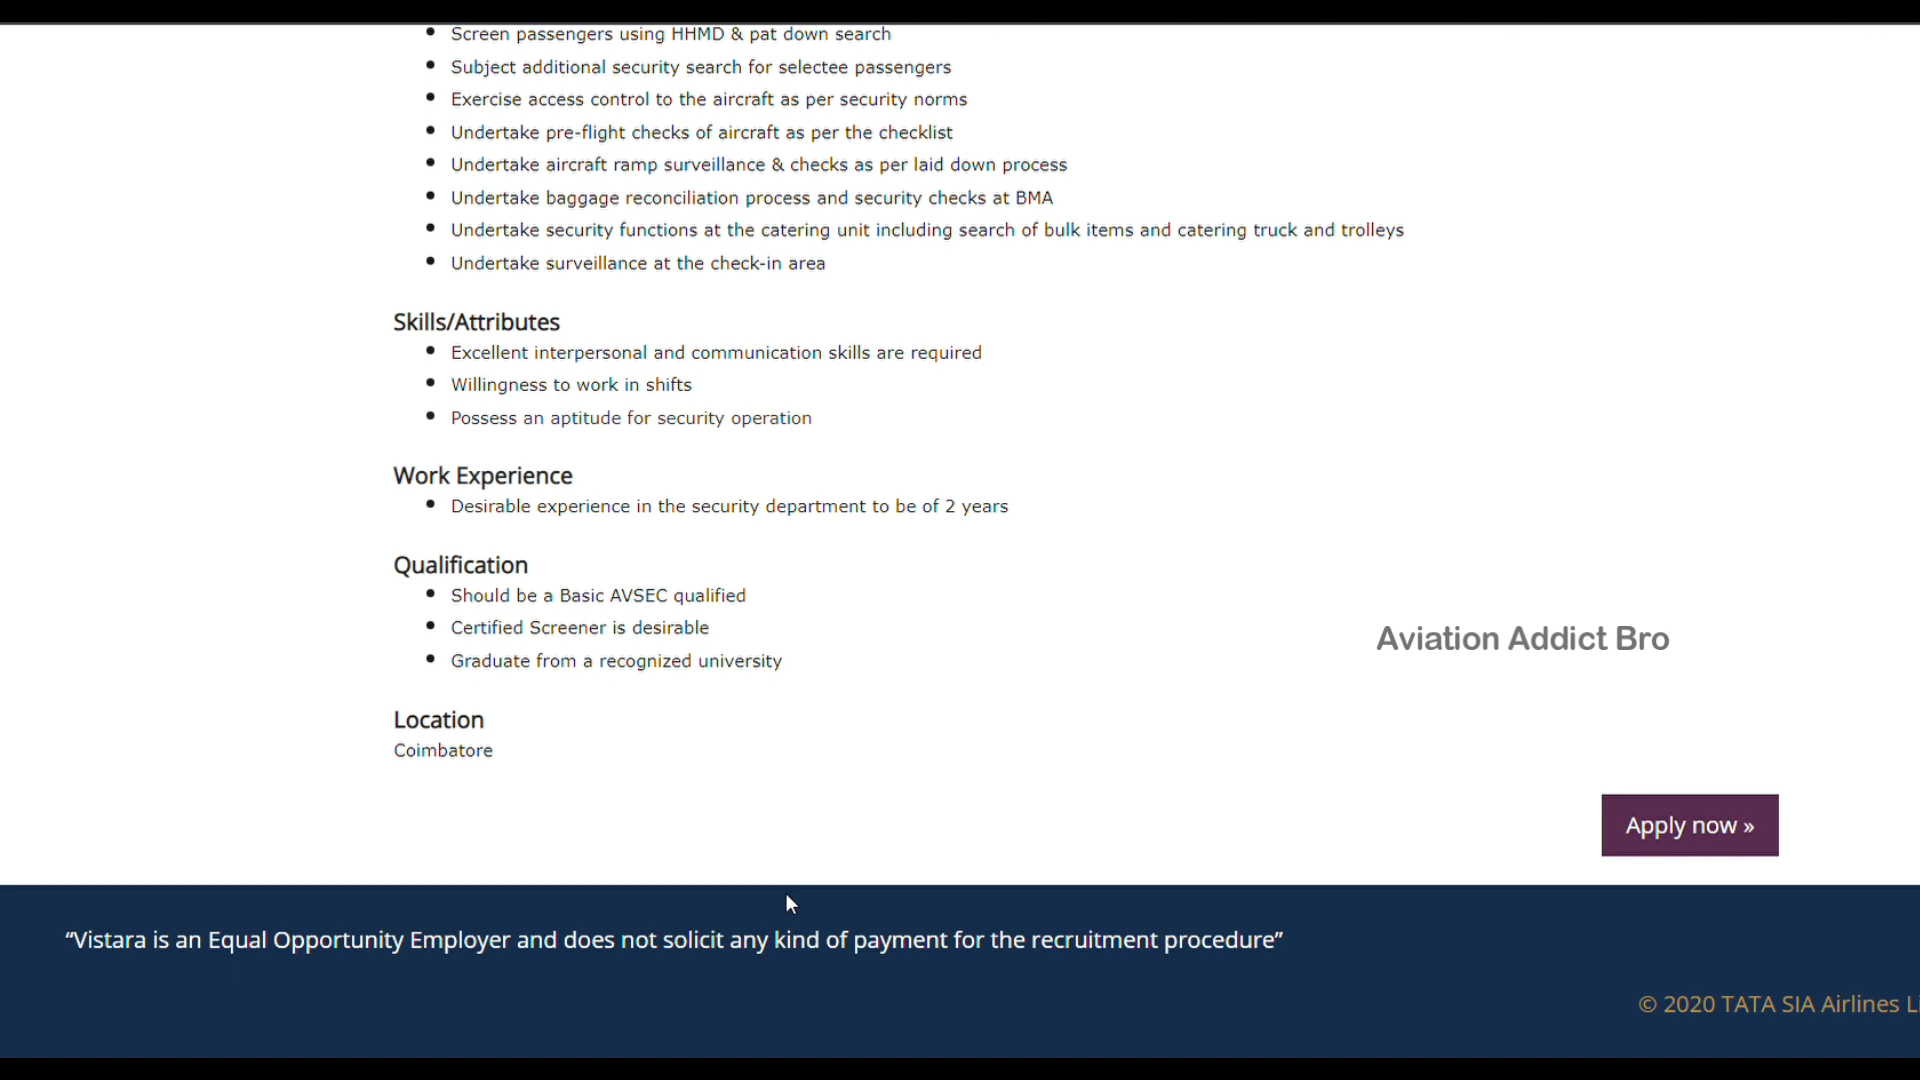 Screen passengers using HHMD & pat down search
Subject additional security search for selectee passengers
Exercise access control to the aircraft as per security norms
Undertake pre-flight checks of aircraft as per the checklist
Undertake aircraft ramp surveillance & checks as per laid down process
Undertake baggage reconciliation process and security checks at BMA
Undertake security functions at the catering unit including search of bulk items and catering truck and trolleys
Undertake surveillance at the check-in area
Skills/Attributes
Excellent interpersonal and communication skills are required
Willingness to work in shifts
Possess an aptitude for security operation
Work Experience
Desirable experience in the security department to be of 2 years
Qualification
Should be a Basic AVSEC qualified
Certified Screener is desirable
Graduate from a recognized university
Aviation Addict Bro
Location
Coimbatore
Apply now »
“Vistara is an Equal Opportunity Employer and does not solicit any kind of payment for the recruitment procedure”
© 2020 TATA SIA Airlines